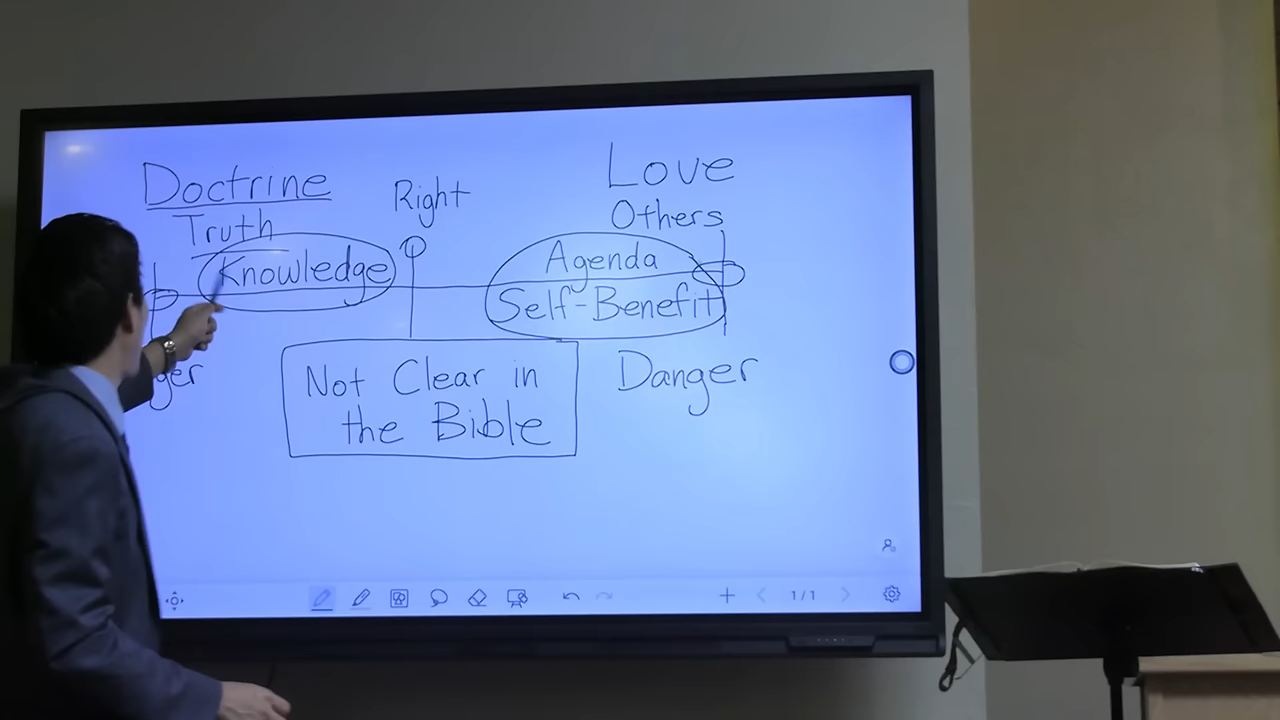 Doctrine
Truth
Knowledge
Right
Love
Others
Agenda
Self-Benefit
Danger
Not Clear in
the Bible
1/1